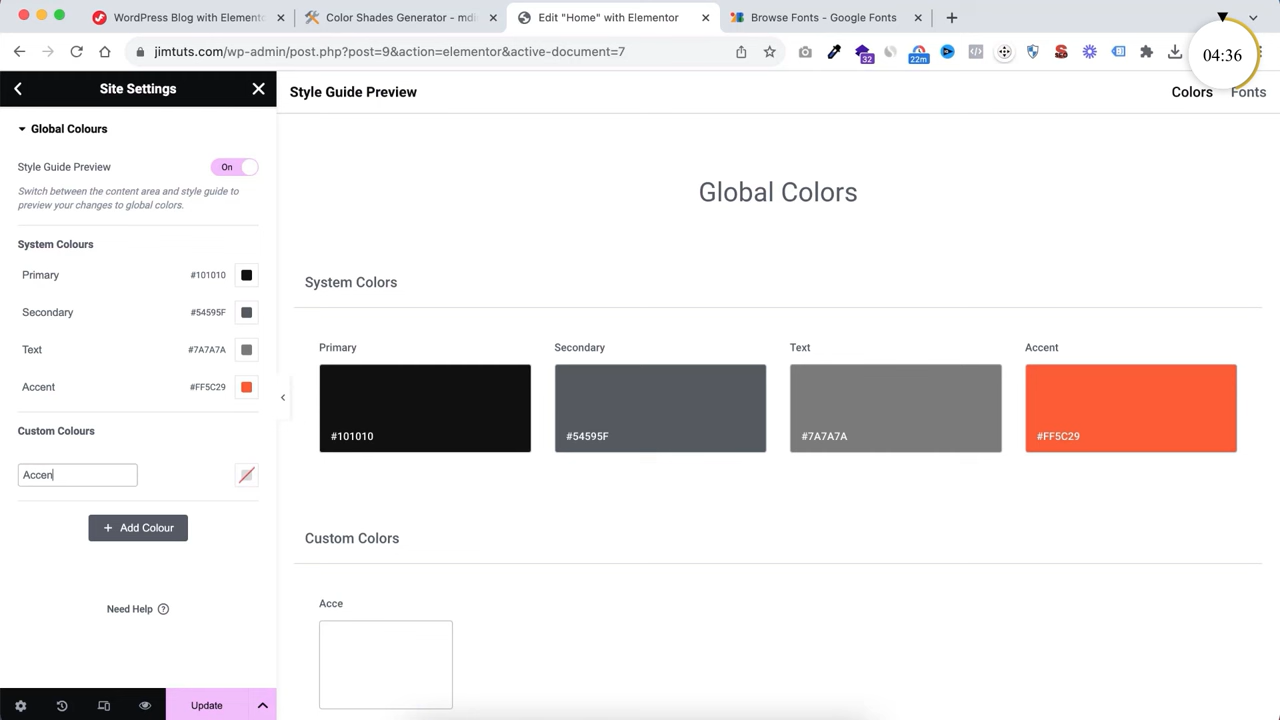 WordPress Blog with Elemento
Color Shades Generator - mdi
Edit "Home" with Elementor
Browse Fonts - Google Fonts
jimtuts.com/wp-admin/post.php?post=9&action=elementor&active-document=7
32
22m
04:36
Site Settings
Style Guide Preview
Colors
Fonts
Global Colours
Style Guide Preview
On
Switch between the content area and style guide to
preview your changes to global colors.
System Colours
Primary #101010
Secondary #54595F
Text #7A7A7A
Accent #FF5C29
Custom Colours
Accen
+ Add Colour
Need Help ?
Update
Global Colors
System Colors
Primary
Secondary
Text
Accent
#101010
#54595F
#7A7A7A
#FF5C29
Custom Colors
Acce